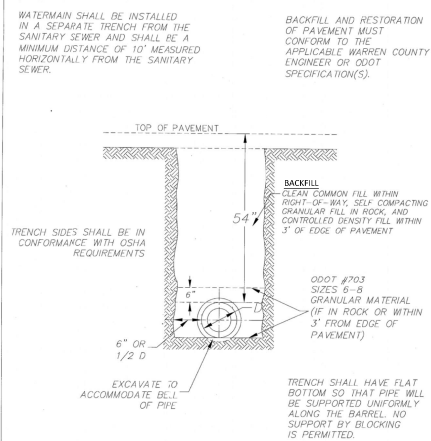 WATERMAIN SHALL BE INSTALLED
IN A SEPARATE TRENCH FROM THE
SANITARY SEWER AND SHALL BE A
MINIMUM DISTANCE OF 10' MEASURED
HORIZONTALLY FROM THE SANITARY
SEWER.
BACKFILL AND RESTORATION
OF PAVEMENT MUST
CONFORM TO THE
APPLICABLE WARREN COUNTY
ENGINEER OR ODOT
SPECIFICATION(S).
TOP OF PAVEMENT
54"
BACKFILL
CLEAN COMMON FILL WITHIN
RIGHT-OF-WAY, SELF COMPACTING
GRANULAR FILL IN ROCK, AND
CONTROLLED DENSITY FILL WITHIN
3' OF EDGE OF PAVEMENT
TRENCH SIDES SHALL BE IN
CONFORMANCE WITH OSHA
REQUIREMENTS
6"
D
ODOT #703
SIZES 6-8
GRANULAR MATERIAL
(IF IN ROCK OR WITHIN
3' FROM EDGE OF
PAVEMENT)
6" OR
1/2 D
EXCAVATE TO
ACCOMMODATE BELL
OF PIPE
TRENCH SHALL HAVE FLAT
BOTTOM SO THAT PIPE WILL
BE SUPPORTED UNIFORMLY
ALONG THE BARREL. NO
SUPPORT BY BLOCKING
IS PERMITTED.